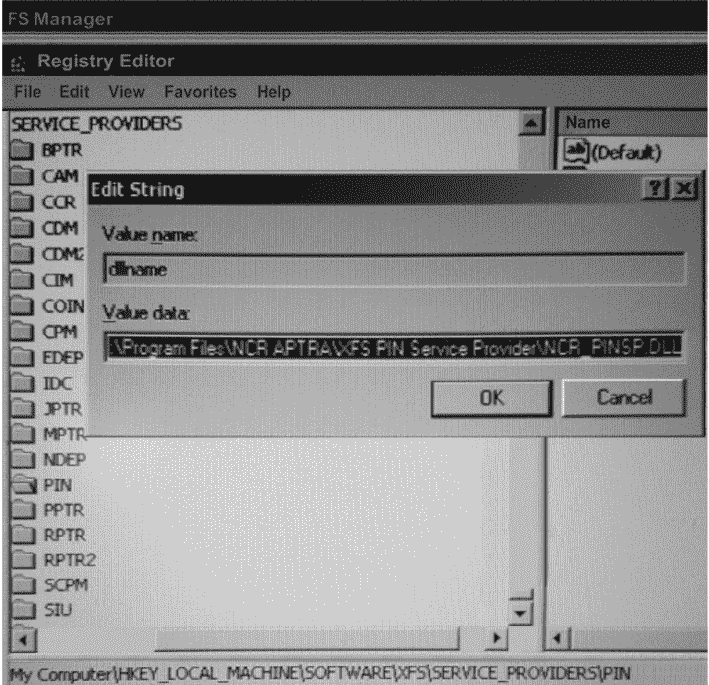 FS Manager
Registry Editor
File Edit View Favorites Help
SERVICE_PROVIDERS
BPTR
CAM
CCR
CDM
CDM2
CIM
COIN
CPM
EDEP
IDC
JPTR
MPTR
NDEP
PIN
PPTR
RPTR
RPTR2
SCPM
SIU
Name
ab
(Default)
Edit String
Value name:
dllname
Value data:
.\Program Files\NCR APTRA\XFS PIN Service Provider\NCR_PINSP.DLL
OK Cancel
My Computer\HKEY_LOCAL_MACHINE\SOFTWARE\XFS\SERVICE_PROVIDERS\PIN